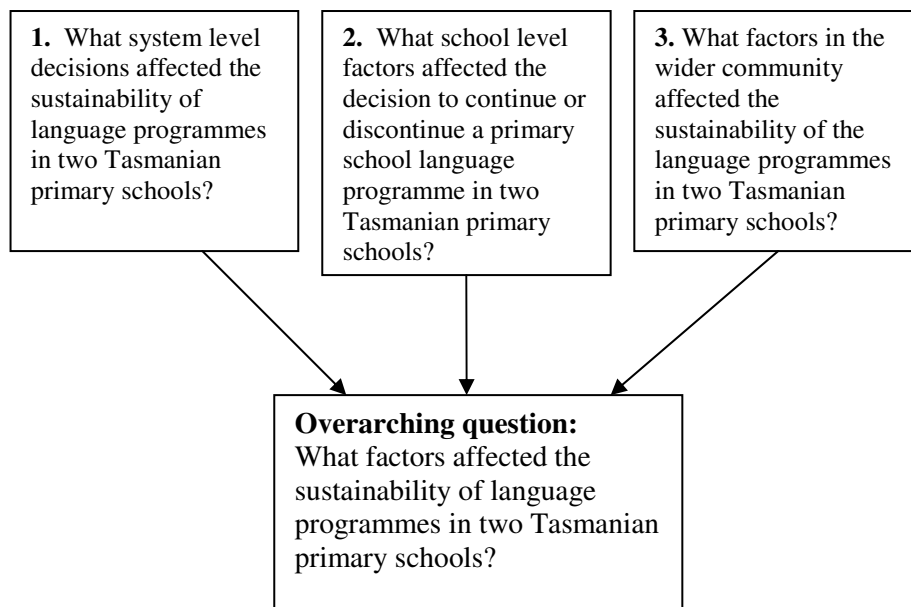 1. What system level
decisions affected the
sustainability of
language programmes
in two Tasmanian
primary schools?
2. What school level
factors affected the
decision to continue or
discontinue a primary
school language
programme in two
Tasmanian primary
schools?
3. What factors in the
wider community
affected the
sustainability of the
language programmes
in two Tasmanian
primary schools?
Overarching question:
What factors affected the
sustainability of language
programmes in two Tasmanian
primary schools?